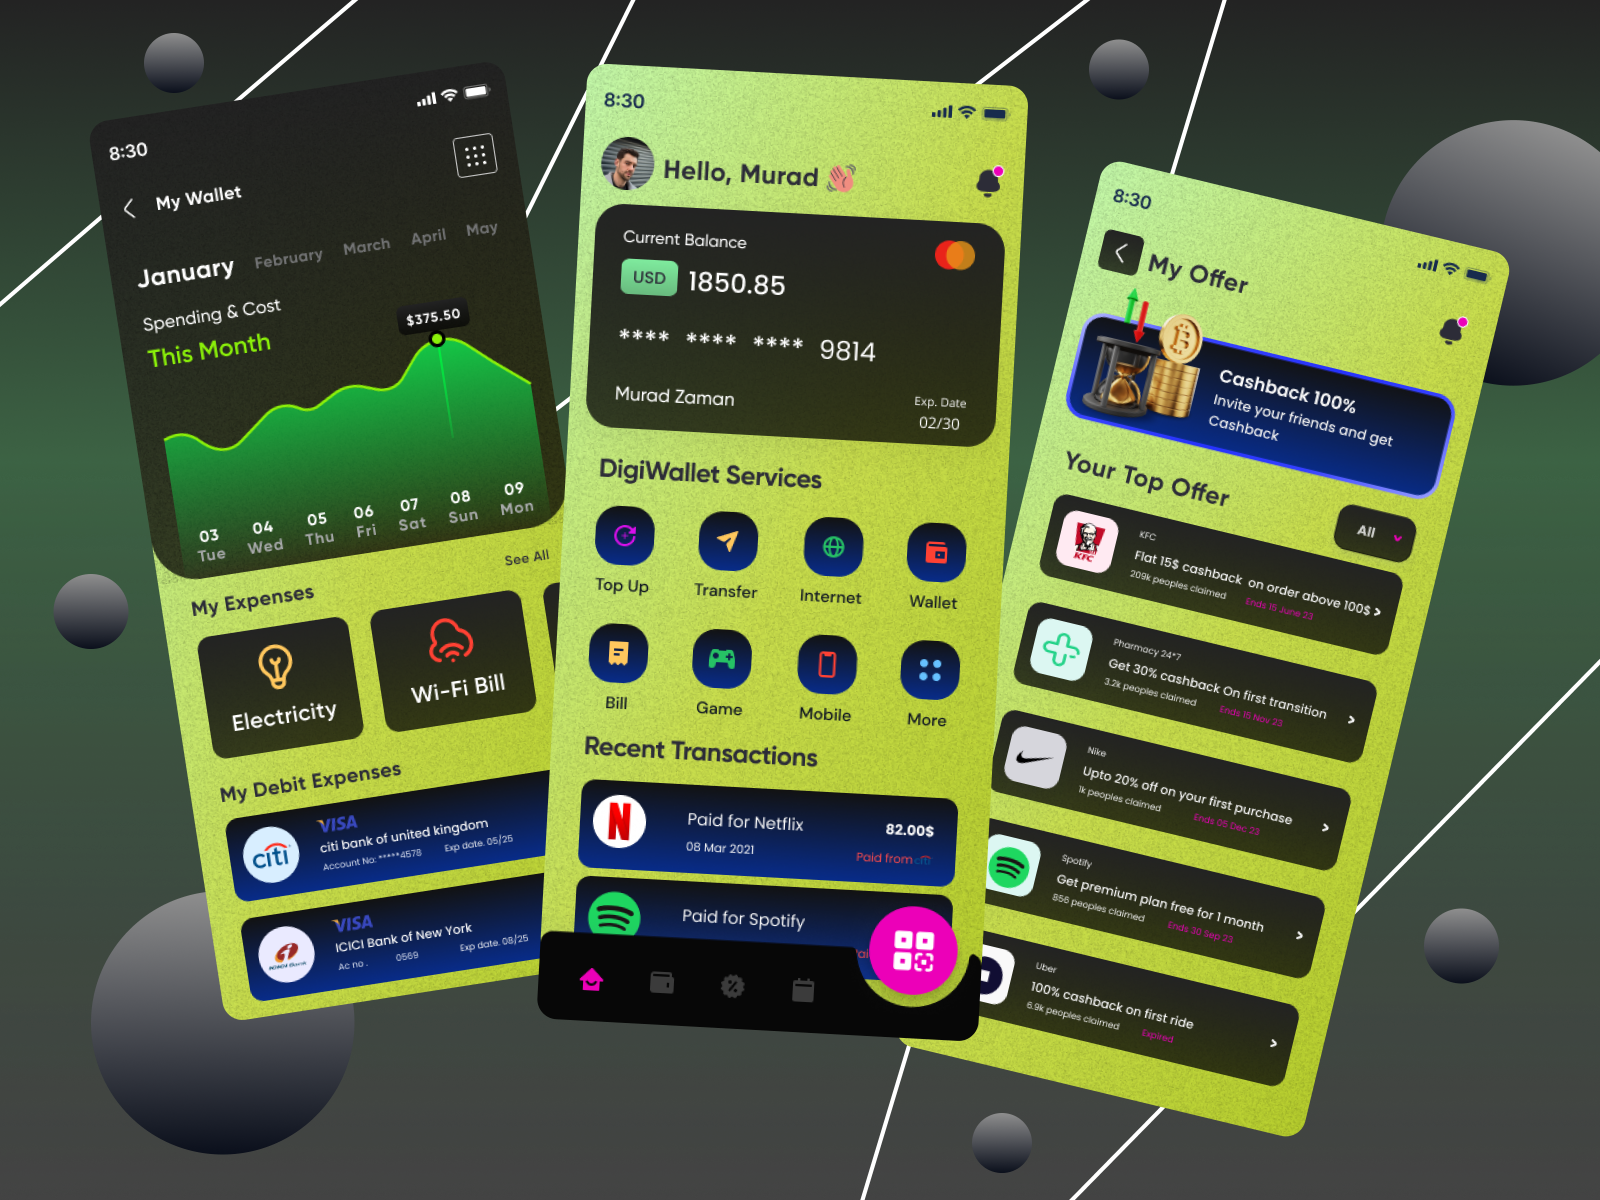 8:30
My Wallet
January February March April May
Spending & Cost
This Month
$375.50
03 04 05 06 07 08 09
Tue Wed Thu Fri Sat Sun Mon
See All
My Expenses
Electricity
Wi-Fi Bill
My Debit Expenses
VISA
citi
citi bank of united kingdom
Account No: *****4578 Exp date. 05/25
VISA
ICICI Bank of New York
Ac no . 0569 Exp date. 08/25
8:30
Hello, Murad
Current Balance
USD 1850.85
**** **** **** 9814
Murad Zaman
Exp. Date
02/30
DigiWallet Services
Top Up Transfer Internet Wallet
Bill Game Mobile More
Recent Transactions
N
Paid for Netflix 82.00$
08 Mar 2021 Paid from citi
Paid for Spotify
8:30
My Offer
Cashback 100%
Invite your friends and get
Cashback
Your Top Offer
All
KFC
KFC
Flat 15$ cashback on order above 100$
209k peoples claimed Ends 15 June 23
Pharmacy 24*7
Get 30% cashback On first transition
3.2k peoples claimed Ends 16 Nov 23
Nike
Upto 20% off on your first purchase
1k peoples claimed Ends 05 Dec 23
Spotify
Get premium plan free for 1 month
856 peoples claimed Ends 30 Sep 23
Uber
100% cashback on first ride
6.9k peoples claimed Expired